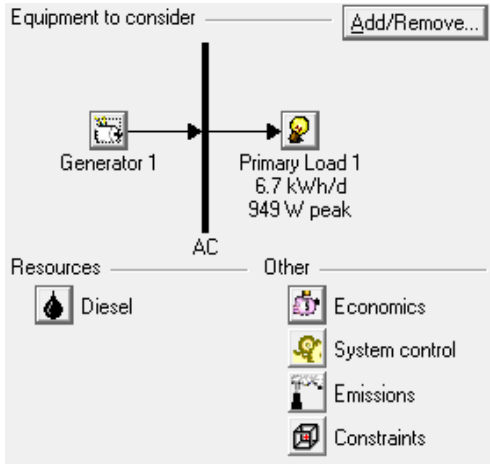 Equipment to consider
Add/Remove...
Generator 1
Primary Load 1
6.7 kWh/d
949 W peak
AC
Resources
Other
Diesel
Economics
System control
Emissions
Constraints